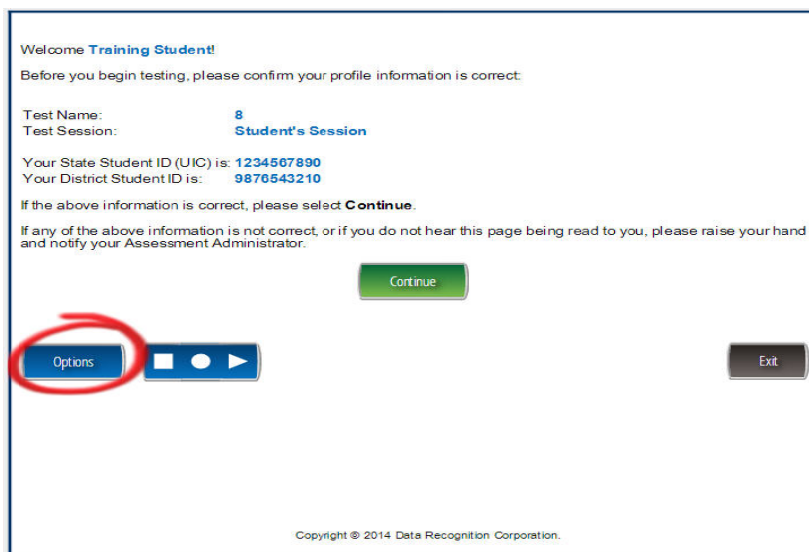 Welcome Training Student!
Before you begin testing, please confirm your profile information is correct:
Test Name: 8
Test Session: Student's Session
Your State Student ID (UIC) is: 1234567890
Your District Student ID is: 9876543210
If the above information is correct, please select Continue.
If any of the above information is not correct, or if you do not hear this page being read to you, please raise your hand
and notify your Assessment Administrator.
Continue
Options
Exit
Copyright © 2014 Data Recognition Corporation.